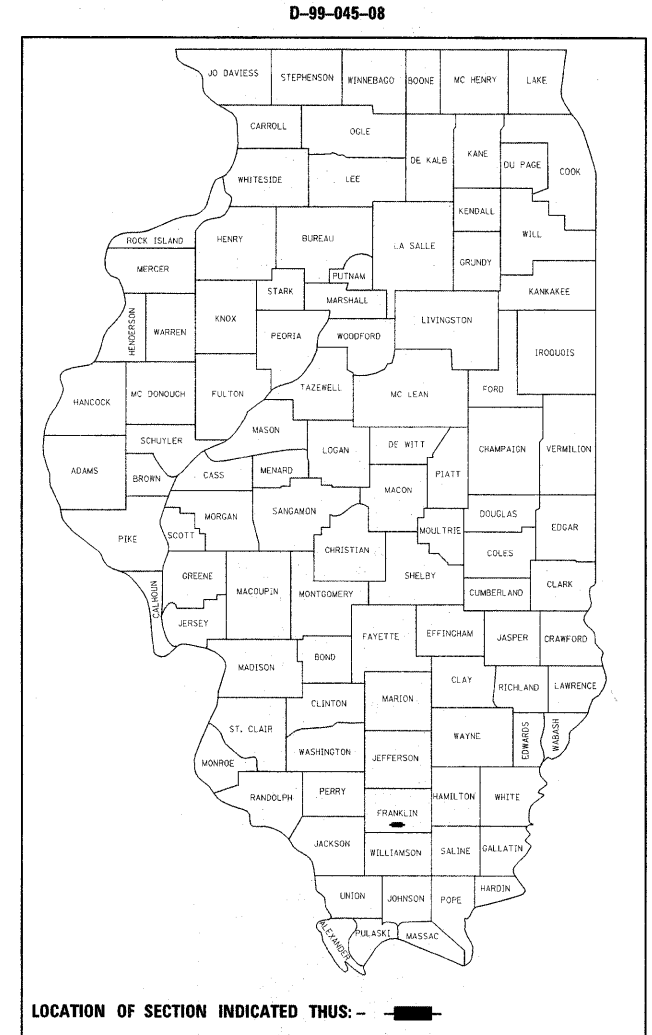 D-99-045-08
JO DAVIESS
STEPHENSON
WINNEBAGO
BOONE
MC HENRY
LAKE
CARROLL
OGLE
DE KALB
KANE
DU PAGE
COOK
WHITESIDE
LEE
KENDALL
ROCK ISLAND
HENRY
BUREAU
LA SALLE
WILL
GRUNDY
MERCER
PUTNAM
STARK
MARSHALL
KANKAKEE
HENDERSON
WARREN
KNOX
PEORIA
WOODFORD
LIVINGSTON
IROQUOIS
HANCOCK
MC DONOUGH
FULTON
TAZEWELL
MC LEAN
FORD
MASON
SCHUYLER
LOGAN
DE WITT
CHAMPAIGN
VERMILION
ADAMS
BROWN
CASS
MENARD
PIATT
MACON
MORGAN
SANGAMON
DOUGLAS
PIKE
SCOTT
MOULTRIE
EDGAR
CHRISTIAN
COLES
CALHOUN
GREENE
MACOUPIN
MONTGOMERY
SHELBY
CUMBERLAND
CLARK
JERSEY
FAYETTE
EFFINGHAM
JASPER
CRAWFORD
MADISON
BOND
CLAY
RICHLAND
LAWRENCE
CLINTON
MARION
ST. CLAIR
WAYNE
EDWARDS
WABASH
WASHINGTON
JEFFERSON
MONROE
RANDOLPH
PERRY
HAMILTON
WHITE
FRANKLIN
JACKSON
WILLIAMSON
SALINE
GALLATIN
UNION
JOHNSON
POPE
HARDIN
ALEXANDER
PULASKI
MASSAC
LOCATION OF SECTION INDICATED THUS: -